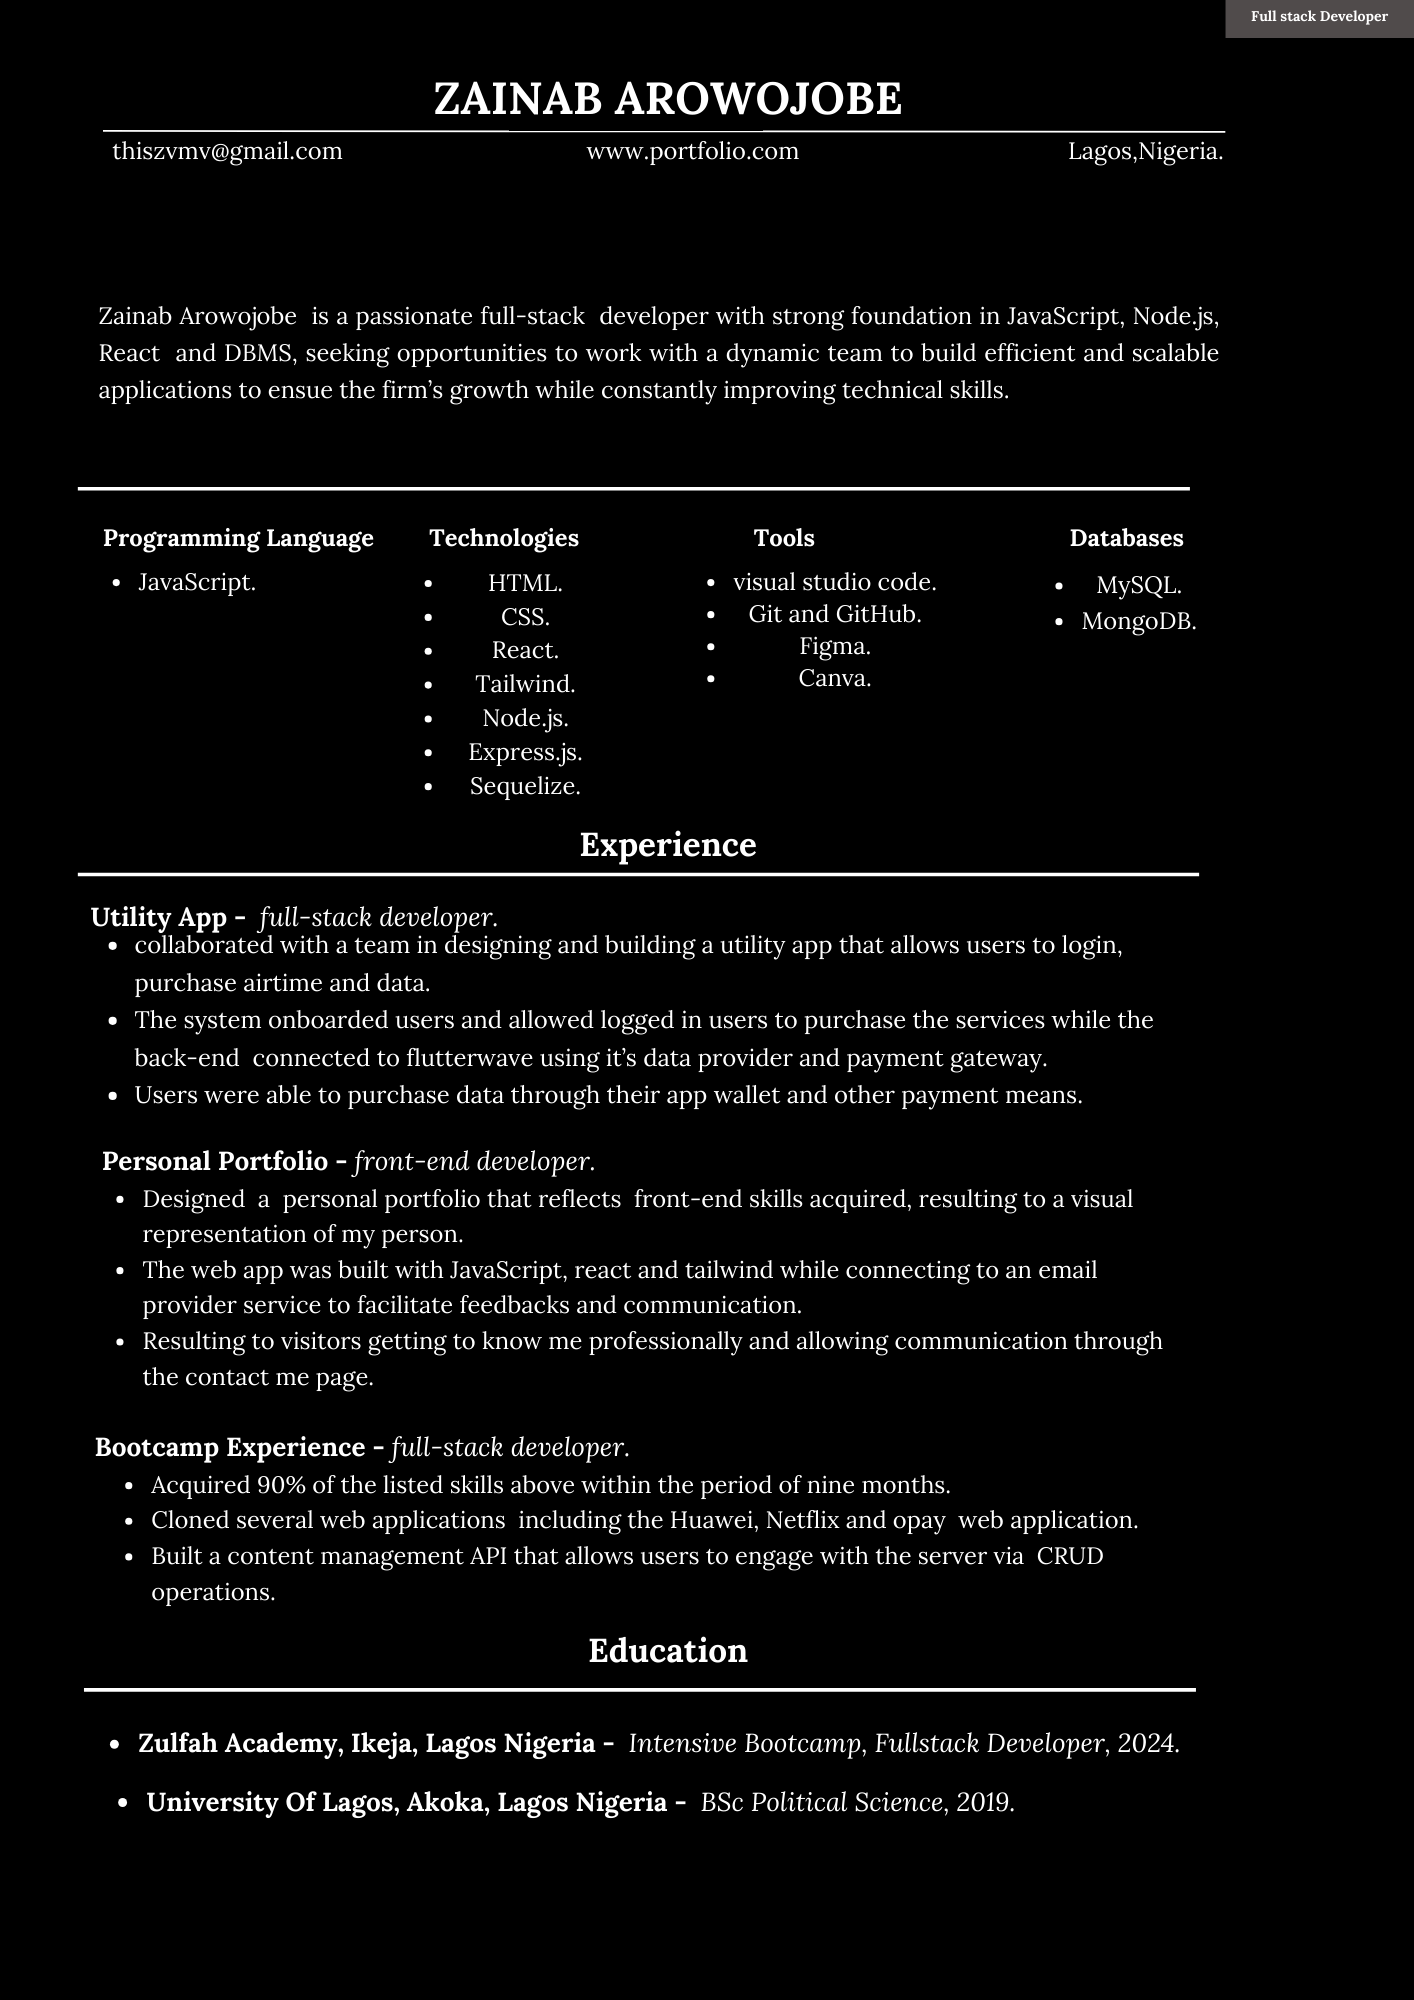 Full stack Developer
ZAINAB AROWOJOBE
thiszvmv@gmail.com www.portfolio.com Lagos,Nigeria.
Zainab Arowojobe is a passionate full-stack developer with strong foundation in JavaScript, Node.js,
React and DBMS, seeking opportunities to work with a dynamic team to build efficient and scalable
applications to ensue the firm’s growth while constantly improving technical skills.
Programming Language
• JavaScript.
Technologies
• HTML.
• CSS.
• React.
• Tailwind.
• Node.js.
• Express.js.
• Sequelize.
Tools
• visual studio code.
• Git and GitHub.
• Figma.
• Canva.
Databases
• MySQL.
• MongoDB.
Experience
Utility App - full-stack developer.
• collaborated with a team in designing and building a utility app that allows users to login,
purchase airtime and data.
• The system onboarded users and allowed logged in users to purchase the services while the
back-end connected to flutterwave using it’s data provider and payment gateway.
• Users were able to purchase data through their app wallet and other payment means.
Personal Portfolio - front-end developer.
• Designed a personal portfolio that reflects front-end skills acquired, resulting to a visual
representation of my person.
• The web app was built with JavaScript, react and tailwind while connecting to an email
provider service to facilitate feedbacks and communication.
• Resulting to visitors getting to know me professionally and allowing communication through
the contact me page.
Bootcamp Experience - full-stack developer.
• Acquired 90% of the listed skills above within the period of nine months.
• Cloned several web applications including the Huawei, Netflix and opay web application.
• Built a content management API that allows users to engage with the server via CRUD
operations.
Education
• Zulfah Academy, Ikeja, Lagos Nigeria - Intensive Bootcamp, Fullstack Developer, 2024.
• University Of Lagos, Akoka, Lagos Nigeria - BSc Political Science, 2019.